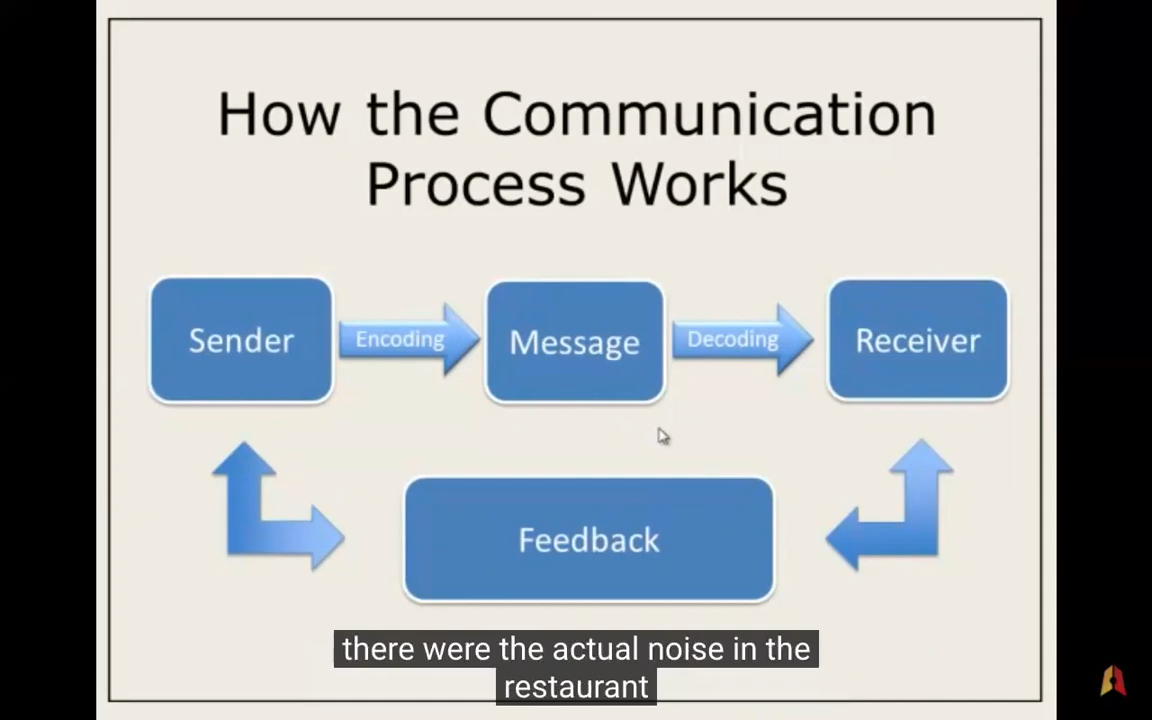 How the Communication
Process Works
Sender
Encoding
Message
Decoding
Receiver
Feedback
there were the actual noise in the
restaurant